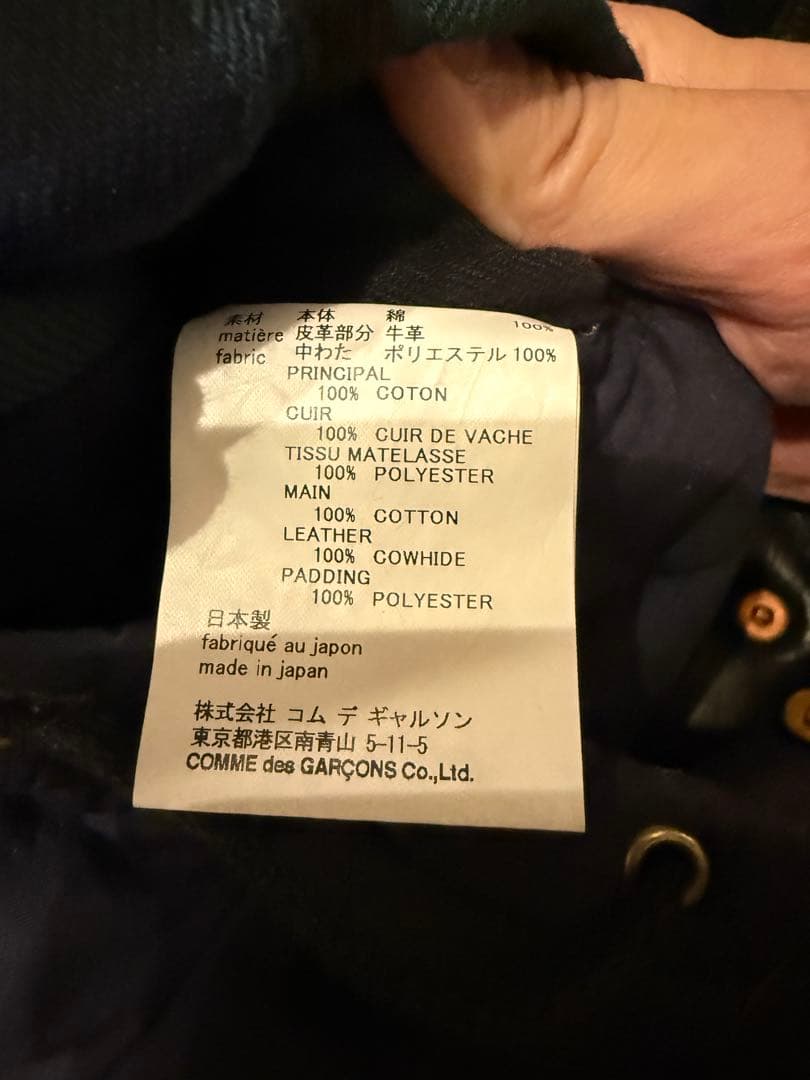 素材 本体 綿 100%
matière 皮革部分 牛革
fabric 中わた ポリエステル 100%
PRINCIPAL
100% COTON
CUIR
100% CUIR DE VACHE
TISSU MATELASSE
100% POLYESTER
MAIN
100% COTTON
LEATHER
100% COWHIDE
PADDING
100% POLYESTER
日本製
fabriqué au japon
made in japan
株式会社 コム デ ギャルソン
東京都港区南青山 5-11-5
COMME des GARÇONS Co.,Ltd.